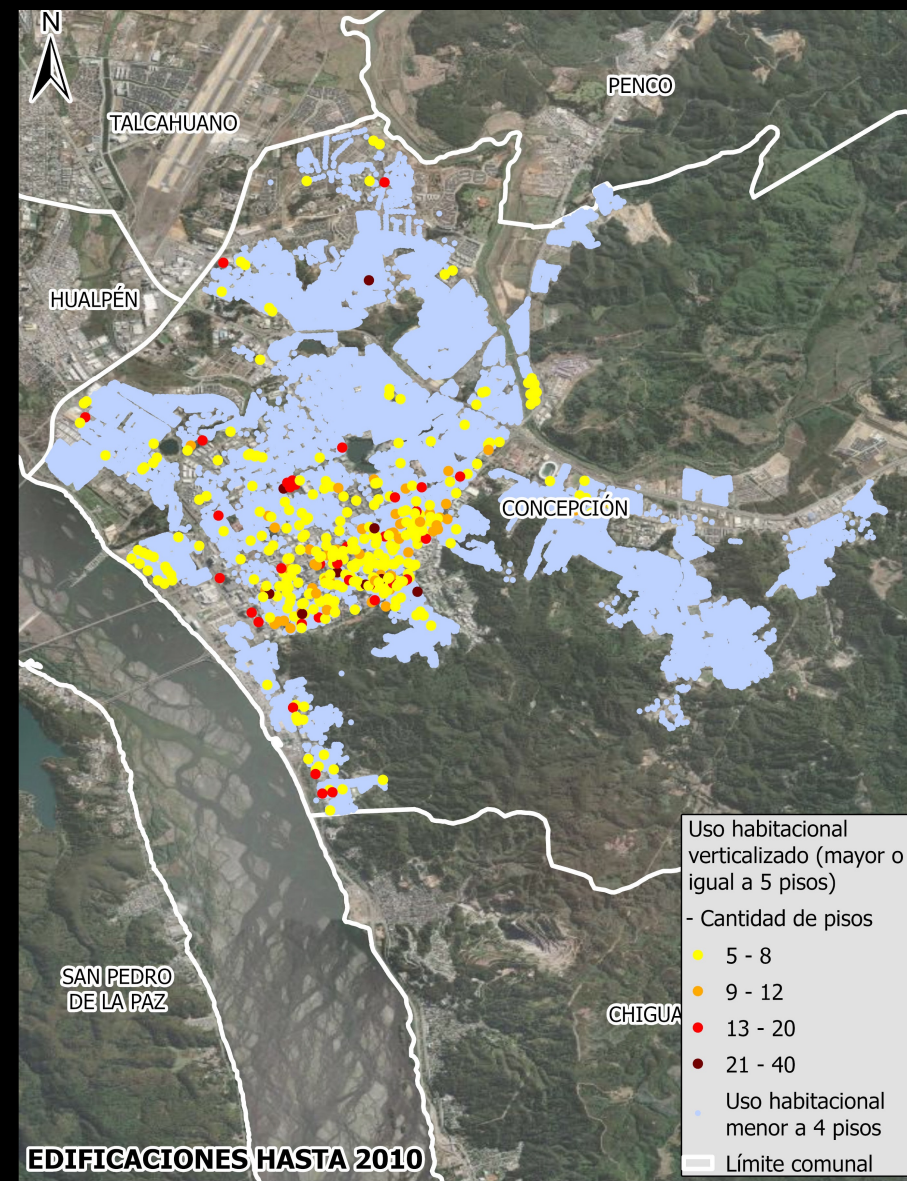 N
PENCO
TALCAHUANO
HUALPÉN
CONCEPCIÓN
SAN PEDRO
DE LA PAZ
CHIGUA
Uso habitacional
verticalizado (mayor o
igual a 5 pisos)
- Cantidad de pisos
5 - 8
9 - 12
13 - 20
21 - 40
Uso habitacional
menor a 4 pisos
Límite comunal
EDIFICACIONES HASTA 2010